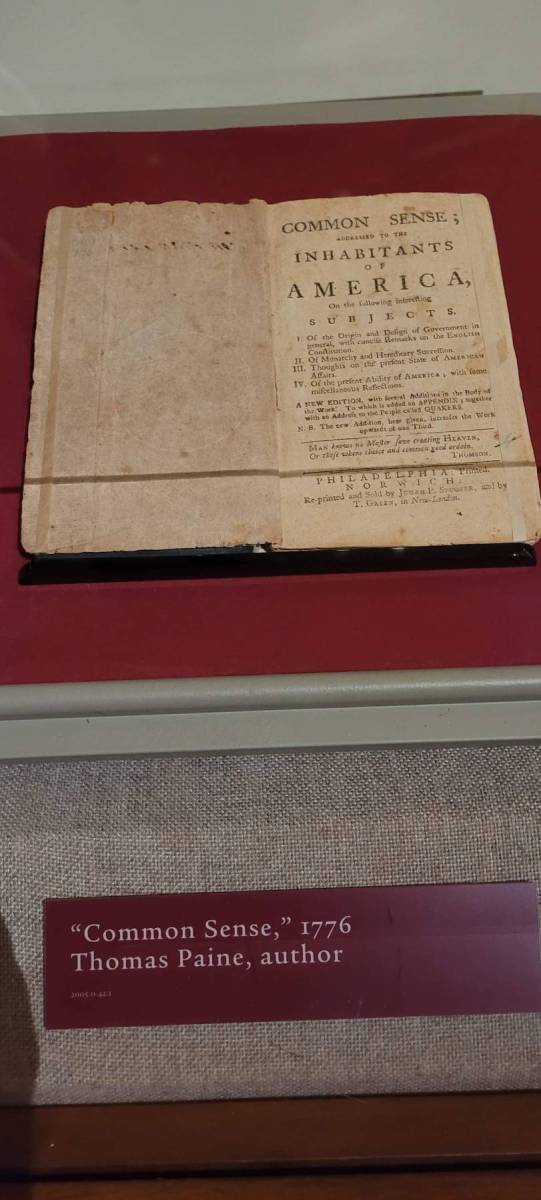 COMMON SENSE;
ADDRESSED TO THE
INHABITANTS
OF
AMERICA,
On the following interesting
SUBJECTS.
I. Of the Origin and Design of Government in
general, with concise Remarks on the ENGLISH
Constitution.
II. Of Monarchy and Hereditary Succession.
III. Thoughts on the present State of AMERICAN
Affairs.
IV. Of the present Ability of AMERICA; with some
miscellaneous Reflections.
A NEW EDITION, with several Additions in the Body of
the Work. To which is added an APPENDIX; together
with an Address to the People called QUAKERS.
N. B. The new Addition, here given, increases the Work
upwards of one Third.
MAN knows no Master save creating HEAVEN,
Or those whom choice and common good ordain.
THOMSON.
PHILADELPHIA; Printed.
NORWICH:
Re-printed and Sold by JUDAH P. SPOONER, and by
T. GREEN, in New-London.
“Common Sense,” 1776
Thomas Paine, author